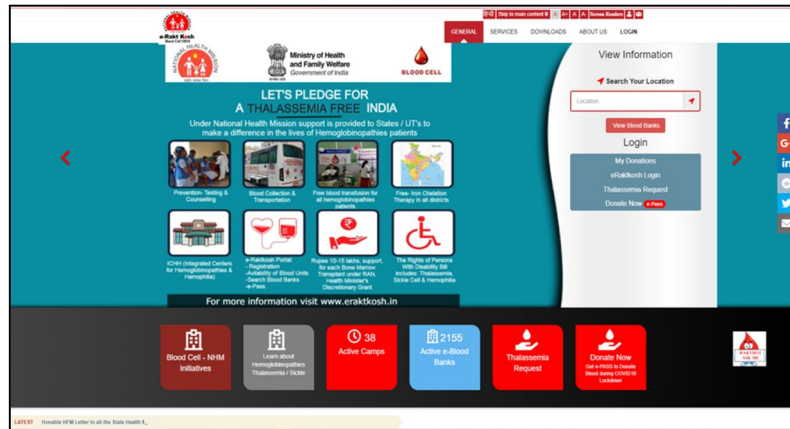 हिन्दी Skip to main content A A+ A A- Screen Readers
e-Rakt Kosh
GENERAL SERVICES DOWNLOADS ABOUT US LOGIN
NATIONAL HEALTH MISSION
Ministry of Health
and Family Welfare
Government of India
BLOOD CELL
LET'S PLEDGE FOR
A THALASSEMIA FREE INDIA
Under National Health Mission support is provided to States / UT's to
make a difference in the lives of Hemoglobinopathies patients
Prevention- Testing &
Counselling
Blood Collection &
Transportation
Free blood transfusion for
all hemoglobinopathies
patients
Free- Iron Chelation
Therapy in all districts
ICHH (Integrated Centers
for Hemoglobinopathies &
Hemophilia)
e-Raktkosh Portal:
- Registration
-Avliability of Blood Units
-Search Blood Banks
-e-Pass
Rupee 10-15 lakhs, support,
for each Bone Marrow
Transplant under RAN,
Health Minister's
Discretionary Grant
The Rights of Persons
With Disability Bill
includes: Thalassemia,
Sickle Cell & Hemophilia
For more information visit www.eraktkosh.in
View Information
Search Your Location
Location
View Blood Banks
Login
My Donations
eRaktkosh Login
Thalassemia Request
Donate Now e-Pass
Blood Cell - NHM
Initiatives
Learn about
Hemoglobinopathies
Thalassemia / Sickle
38
Active Camps
2155
Active e-Blood
Banks
Thalassemia
Request
Donate Now
Get e-PASS to Donate
Blood during COVID19
Lockdown
LATEST Honable HFM Letter to all the State Health M,,